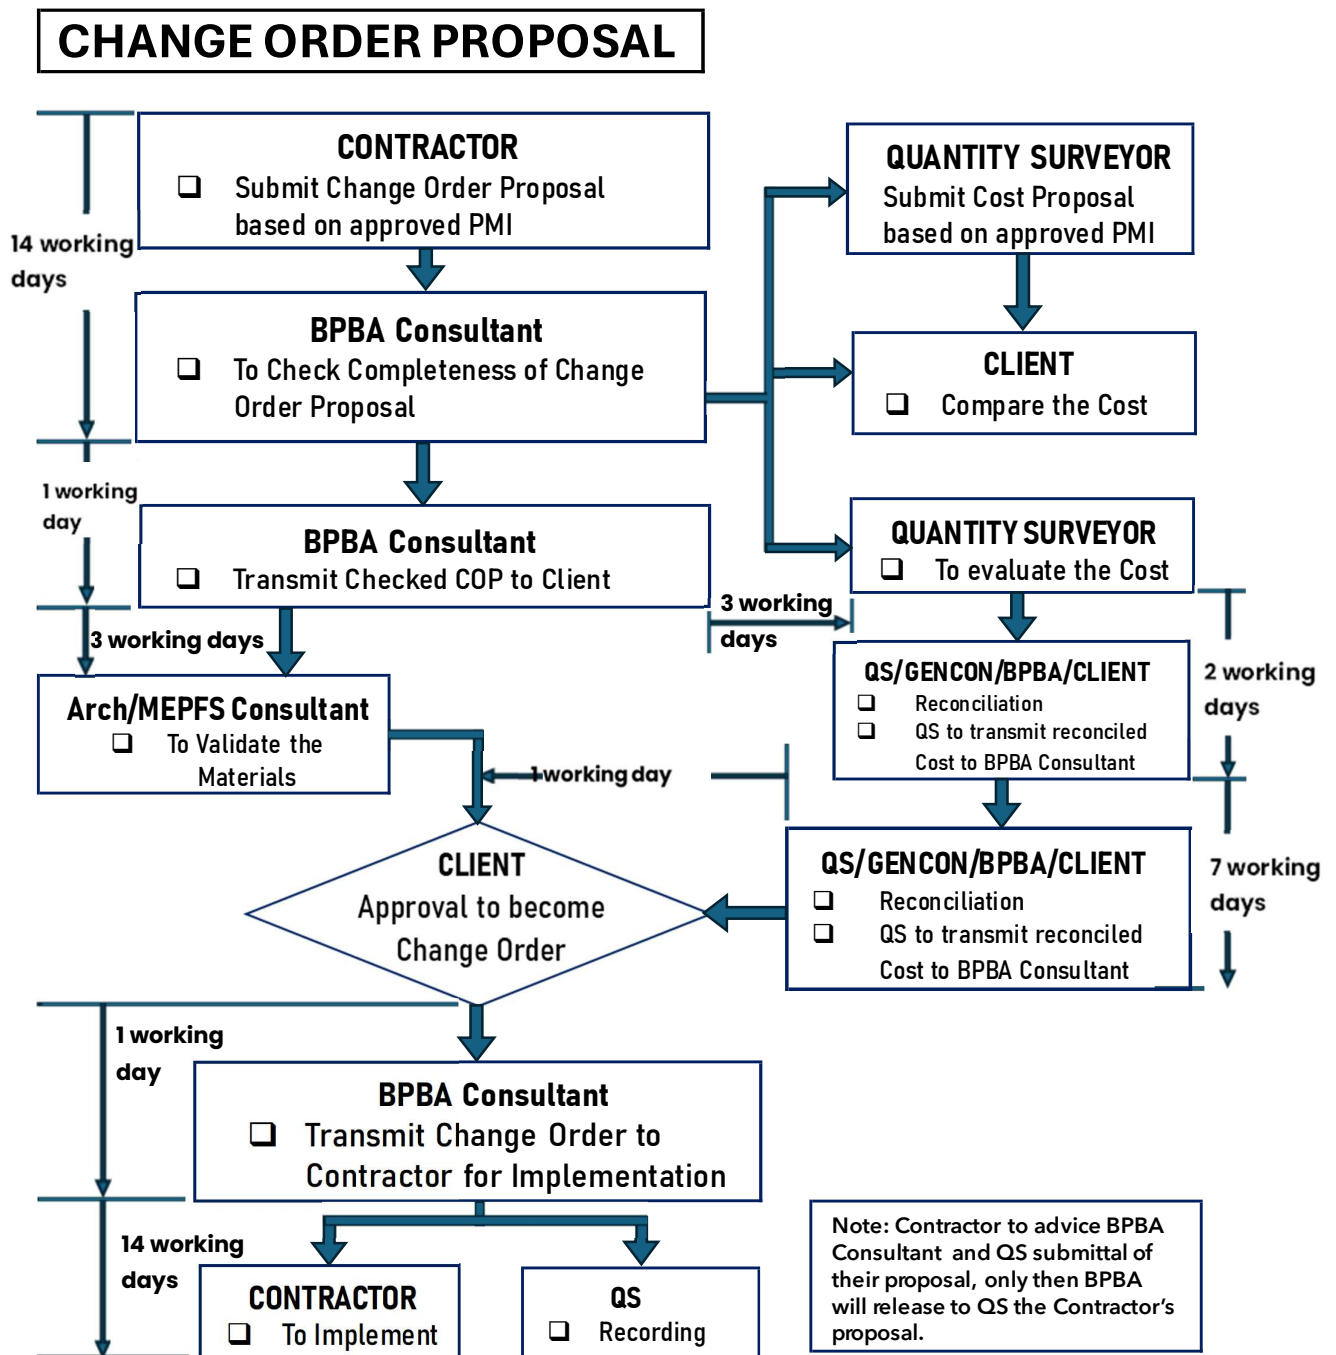 CHANGE ORDER PROPOSAL
CONTRACTOR
❑ Submit Change Order Proposal
based on approved PMI
QUANTITY SURVEYOR
Submit Cost Proposal
based on approved PMI
14 working
days
BPBA Consultant
❑ To Check Completeness of Change
Order Proposal
CLIENT
❑ Compare the Cost
1 working
day
BPBA Consultant
❑ Transmit Checked COP to Client
QUANTITY SURVEYOR
❑ To evaluate the Cost
3 working
days
3 working days
Arch/MEPFS Consultant
❑ To Validate the
Materials
QS/GENCON/BPBA/CLIENT
❑ Reconciliation
❑ QS to transmit reconciled
Cost to BPBA Consultant
2 working
days
1 working day
CLIENT
Approval to become
Change Order
QS/GENCON/BPBA/CLIENT
❑ Reconciliation
❑ QS to transmit reconciled
Cost to BPBA Consultant
7 working
days
1 working
day
BPBA Consultant
❑ Transmit Change Order to
Contractor for Implementation
14 working
days
CONTRACTOR
❑ To Implement
QS
❑ Recording
Note: Contractor to advice BPBA
Consultant and QS submittal of
their proposal, only then BPBA
will release to QS the Contractor's
proposal.